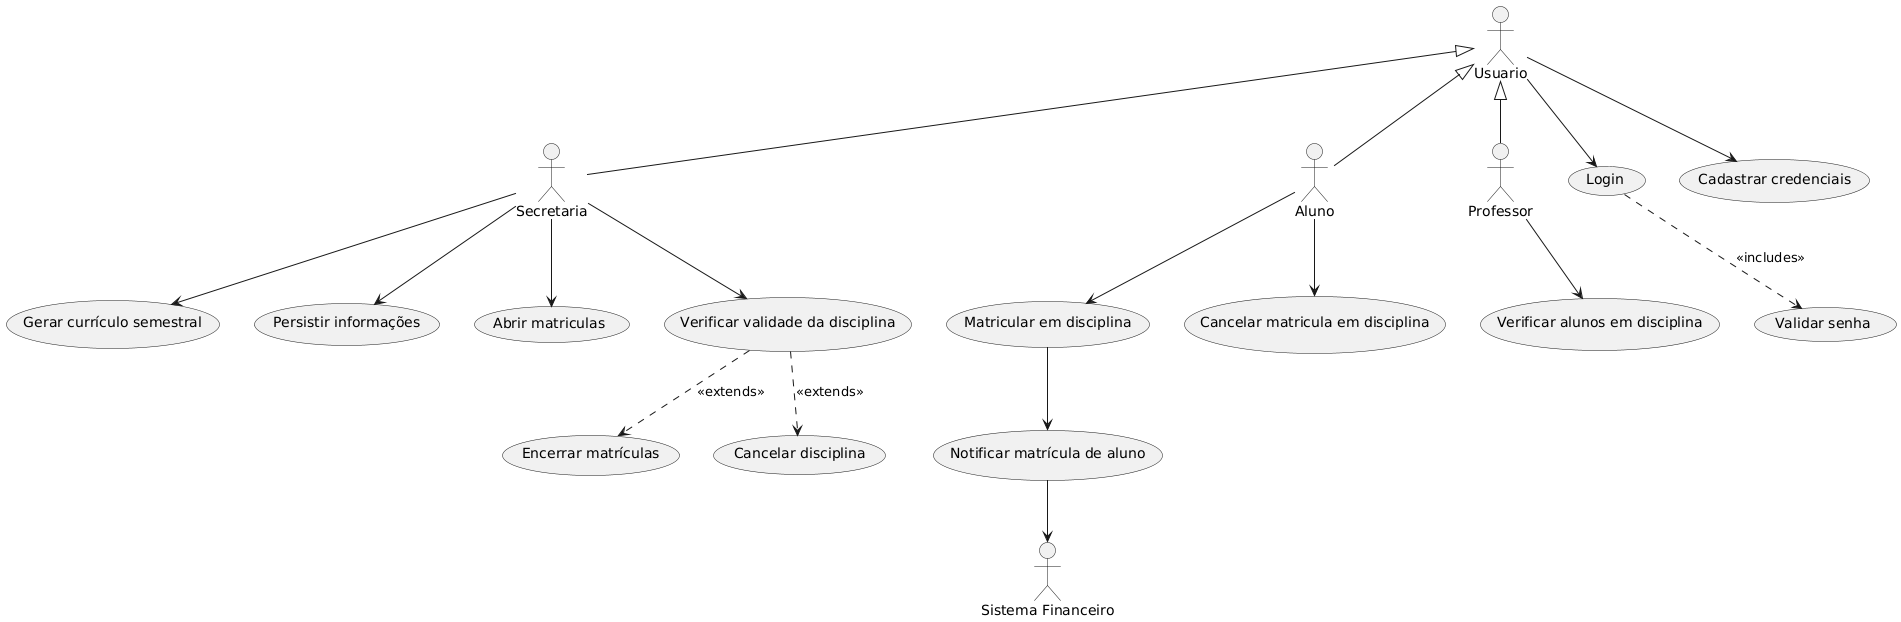 Usuario
Secretaria
Aluno
Professor
Login
Cadastrar credenciais
«includes»
Gerar currículo semestral
Persistir informações
Abrir matriculas
Verificar validade da disciplina
Matricular em disciplina
Cancelar matricula em disciplina
Verificar alunos em disciplina
Validar senha
«extends»
«extends»
Encerrar matrículas
Cancelar disciplina
Notificar matrícula de aluno
Sistema Financeiro